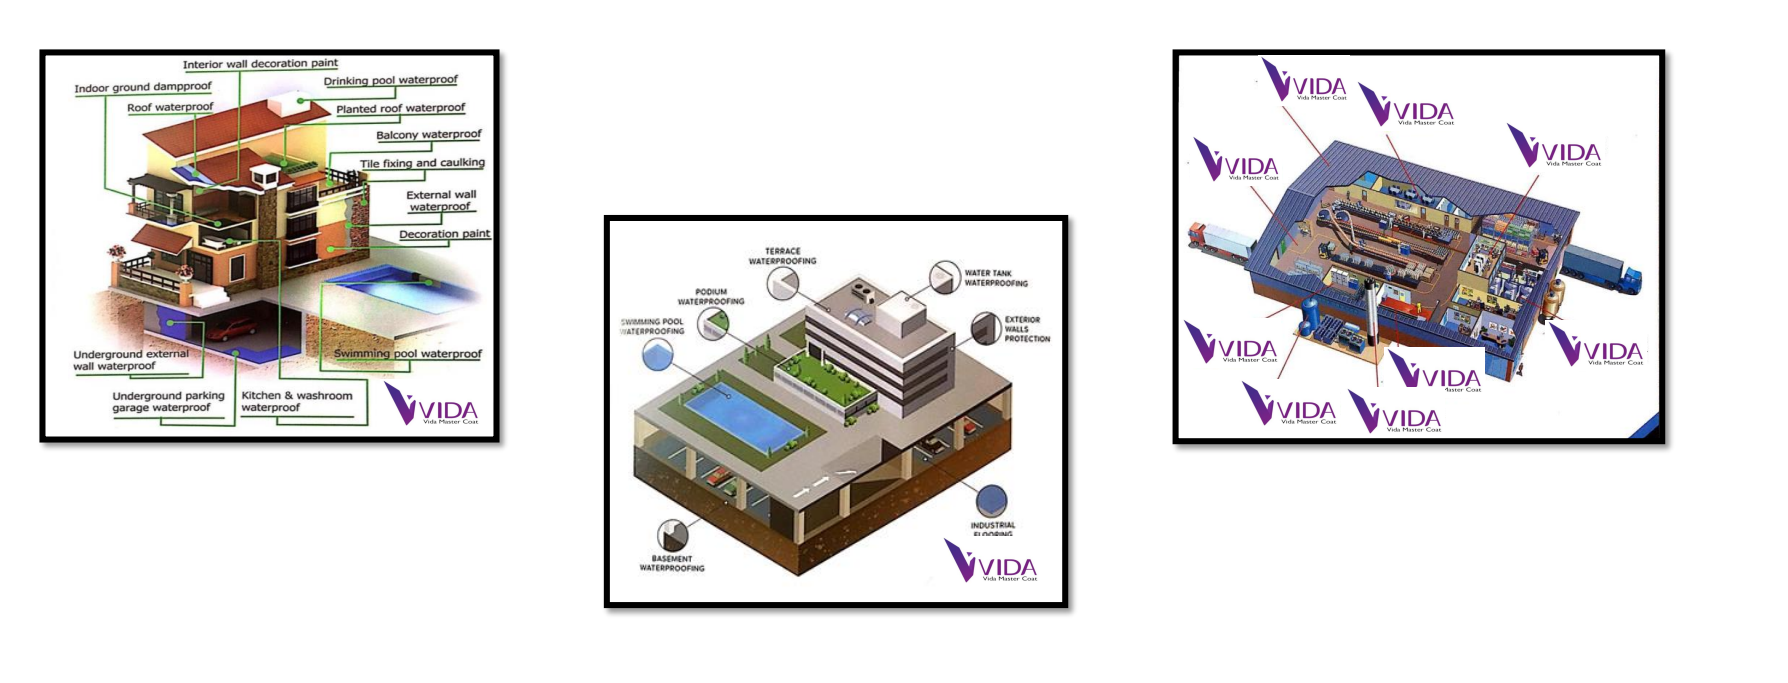 Interior wall decoration paint
Drinking pool waterproof
Indoor ground dampproof
Roof waterproof
Planted roof waterproof
Balcony waterproof
Tile fixing and caulking
External wall
waterproof
Decoration paint
Swimming pool waterproof
Underground external
wall waterproof
Underground parking
garage waterproof
Kitchen & washroom
waterproof
VIDA
Vida Master Coat
TERRACE
WATERPROOFING
WATER TANK
WATERPROOFING
PODIUM
WATERPROOFING
SWIMMING POOL
WATERPROOFING
EXTERIOR
WALLS
PROTECTION
INDUSTRIAL
FLOORING
BASEMENT
WATERPROOFING
VIDA
Vida Master Coat
VIDA
Vida Master Coat
VIDA
Vida Master Coat
VIDA
Vida Master Coat
VIDA
Vida Master Coat
VIDA
Vida Master Coat
VIDA
Vida Master Coat
VIDA
Master Coat
VIDA
Vida Master Coat
VIDA
Vida Master Coat